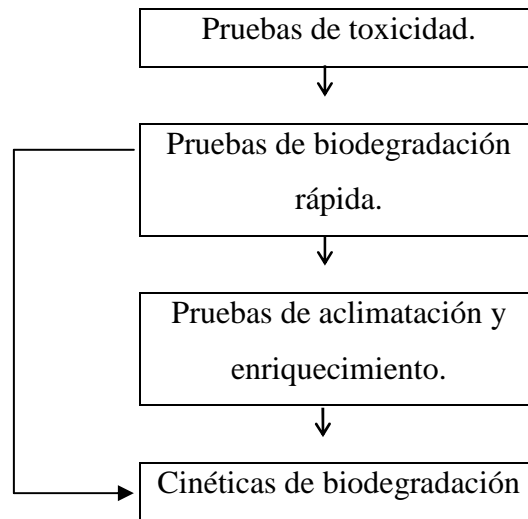 Pruebas de toxicidad.
Pruebas de biodegradación
rápida.
Pruebas de aclimatación y
enriquecimiento.
Cinéticas de biodegradación